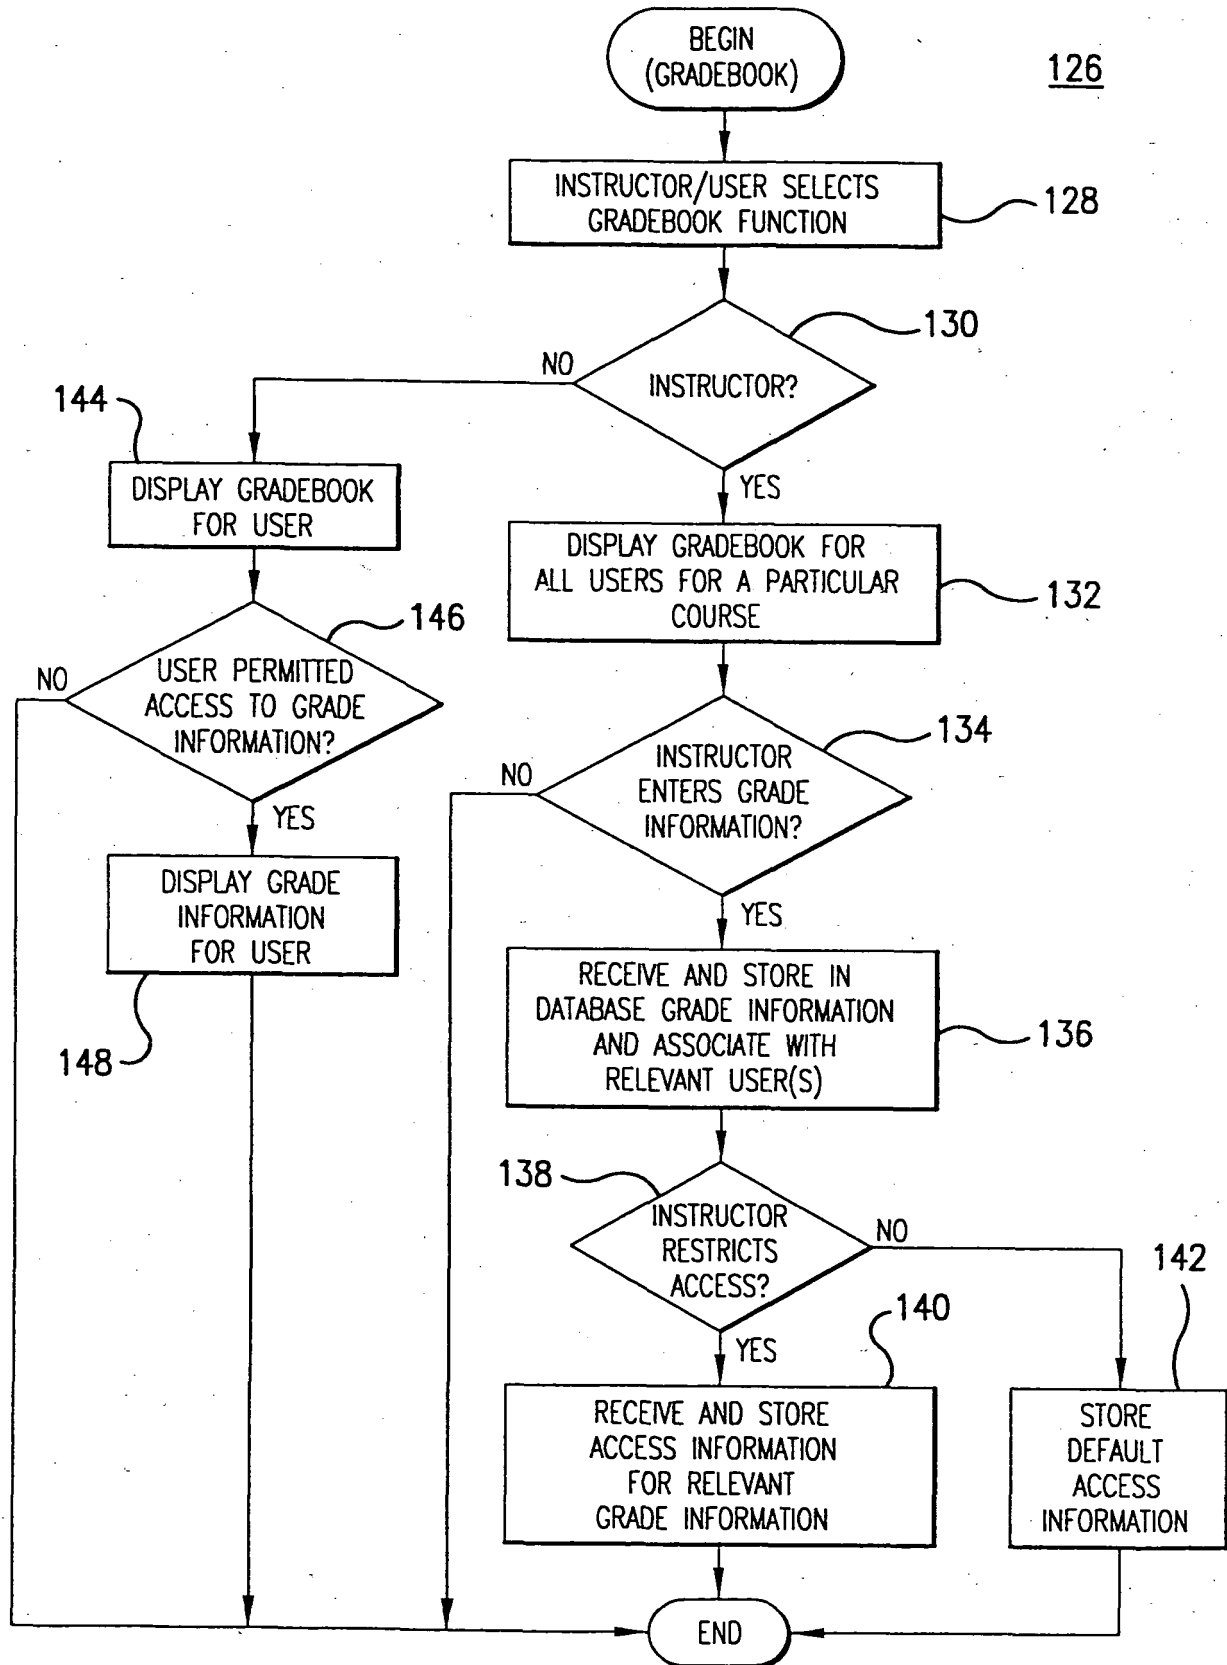 BEGIN
(GRADEBOOK)
126
INSTRUCTOR/USER SELECTS
GRADEBOOK FUNCTION
128
130
NO
INSTRUCTOR?
144
YES
DISPLAY GRADEBOOK
FOR USER
DISPLAY GRADEBOOK FOR
ALL USERS FOR A PARTICULAR
COURSE
132
146
NO
USER PERMITTED
ACCESS TO GRADE
INFORMATION?
134
NO
INSTRUCTOR
ENTERS GRADE
INFORMATION?
YES
DISPLAY GRADE
INFORMATION
FOR USER
YES
148
RECEIVE AND STORE IN
DATABASE GRADE INFORMATION
AND ASSOCIATE WITH
RELEVANT USER(S)
136
138
INSTRUCTOR
RESTRICTS
ACCESS?
NO
142
140
YES
RECEIVE AND STORE
ACCESS INFORMATION
FOR RELEVANT
GRADE INFORMATION
STORE
DEFAULT
ACCESS
INFORMATION
END